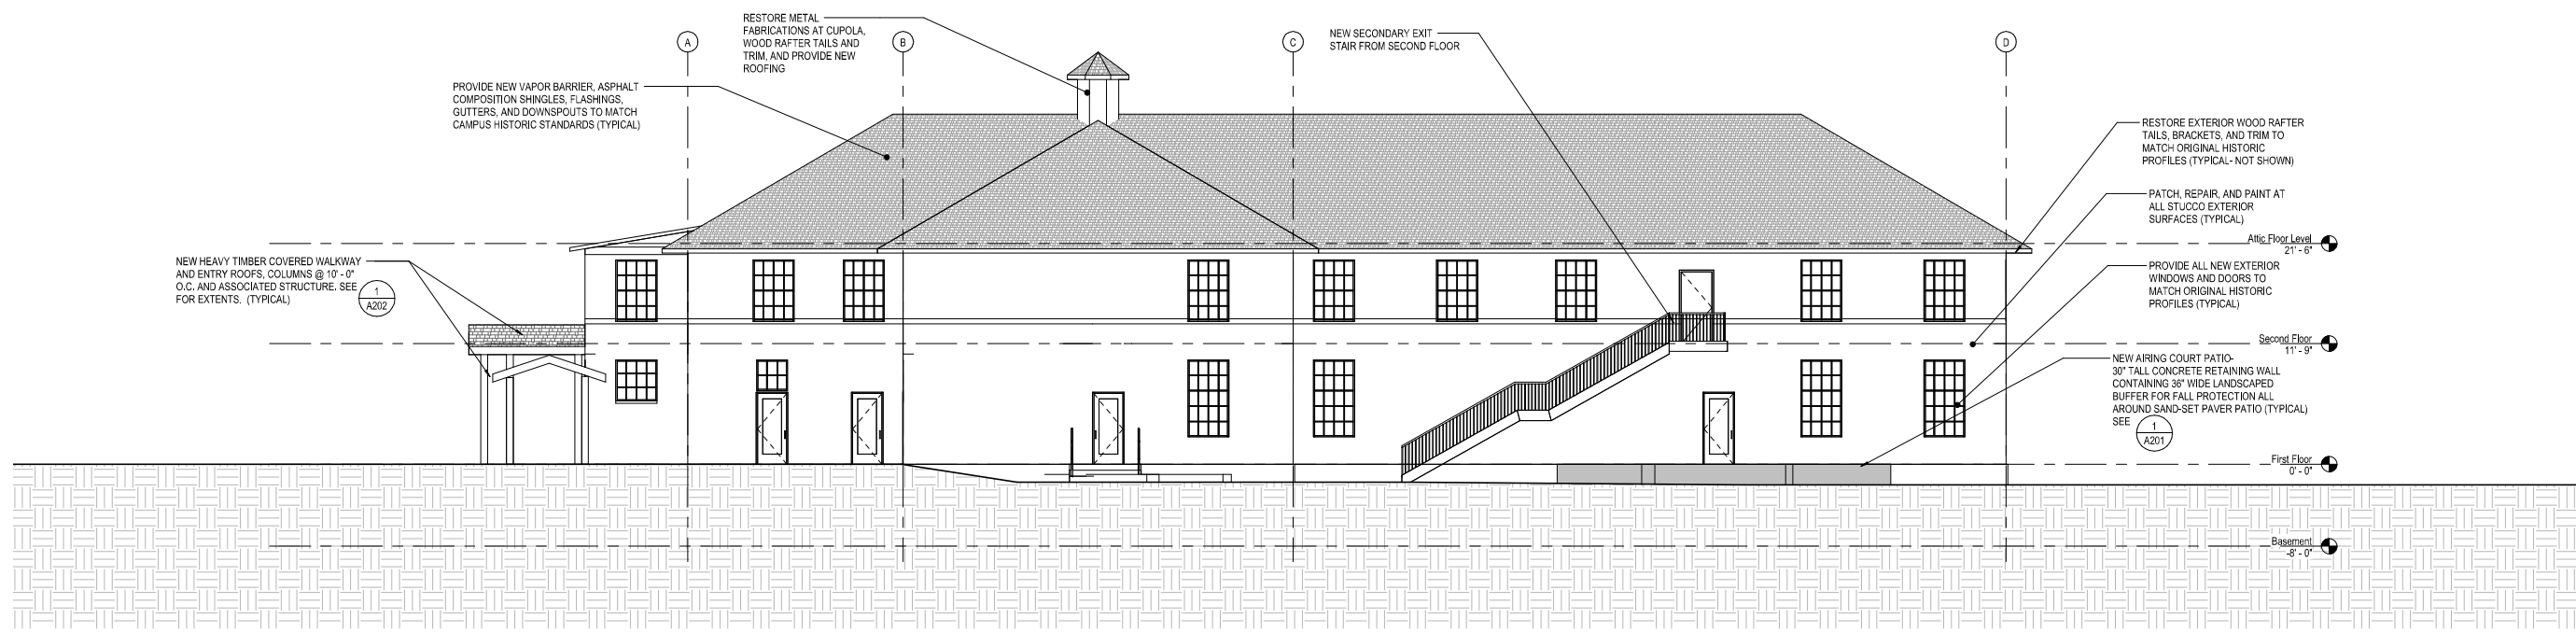 A
B
C
D
RESTORE METAL
FABRICATIONS AT CUPOLA,
WOOD RAFTER TAILS AND
TRIM, AND PROVIDE NEW
ROOFING
NEW SECONDARY EXIT
STAIR FROM SECOND FLOOR
PROVIDE NEW VAPOR BARRIER, ASPHALT
COMPOSITION SHINGLES, FLASHINGS,
GUTTERS, AND DOWNSPOUTS TO MATCH
CAMPUS HISTORIC STANDARDS (TYPICAL)
RESTORE EXTERIOR WOOD RAFTER
TAILS, BRACKETS, AND TRIM TO
MATCH ORIGINAL HISTORIC
PROFILES (TYPICAL- NOT SHOWN)
PATCH, REPAIR, AND PAINT AT
ALL STUCCO EXTERIOR
SURFACES (TYPICAL)
Attic Floor Level
21' - 6"
NEW HEAVY TIMBER COVERED WALKWAY
AND ENTRY ROOFS, COLUMNS @ 10' - 0"
O.C. AND ASSOCIATED STRUCTURE. SEE
FOR EXTENTS. (TYPICAL)
1
A202
PROVIDE ALL NEW EXTERIOR
WINDOWS AND DOORS TO
MATCH ORIGINAL HISTORIC
PROFILES (TYPICAL)
Second Floor
11' - 9"
NEW AIRING COURT PATIO-
30" TALL CONCRETE RETAINING WALL
CONTAINING 36" WIDE LANDSCAPED
BUFFER FOR FALL PROTECTION ALL
AROUND SAND-SET PAVER PATIO (TYPICAL)
SEE
1
A201
First Floor
0' - 0"
Basement
-8' - 0"